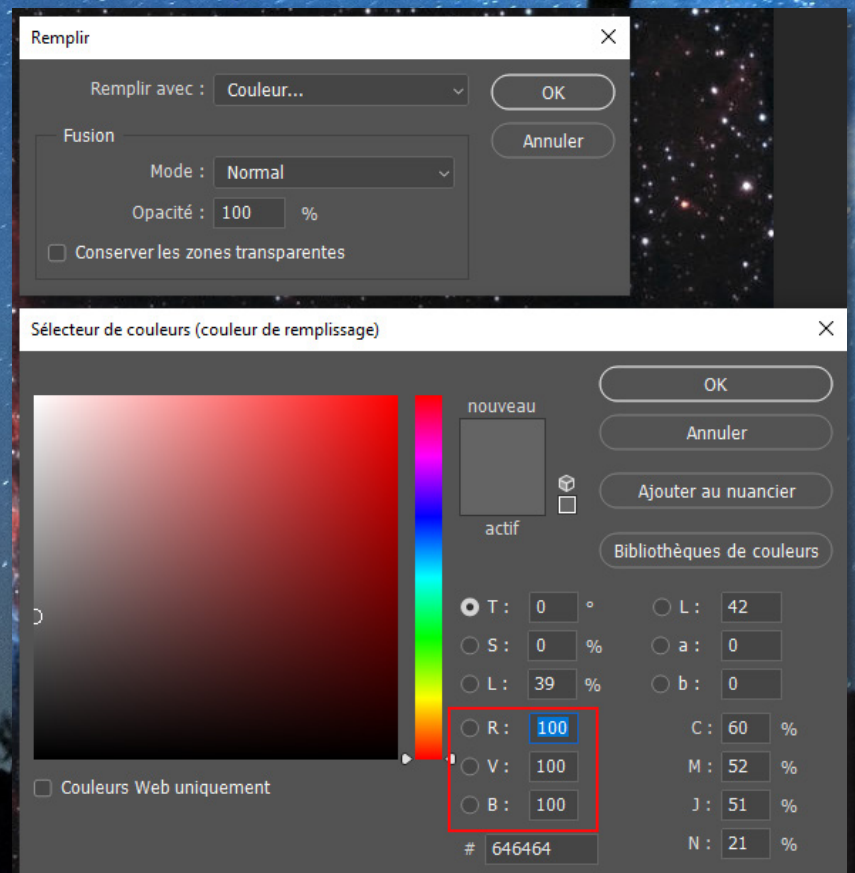 Remplir
Remplir avec : Couleur...
OK
Fusion
Annuler
Mode : Normal
Opacité : 100 %
Conserver les zones transparentes
Sélecteur de couleurs (couleur de remplissage)
OK
nouveau
Annuler
Ajouter au nuancier
actif
Bibliothèques de couleurs
T : 0 ° L : 42
S : 0 % a : 0
L : 39 % b : 0
R : 100 C : 60 %
V : 100 M : 52 %
Couleurs Web uniquement
B : 100 J : 51 %
# 646464 N : 21 %